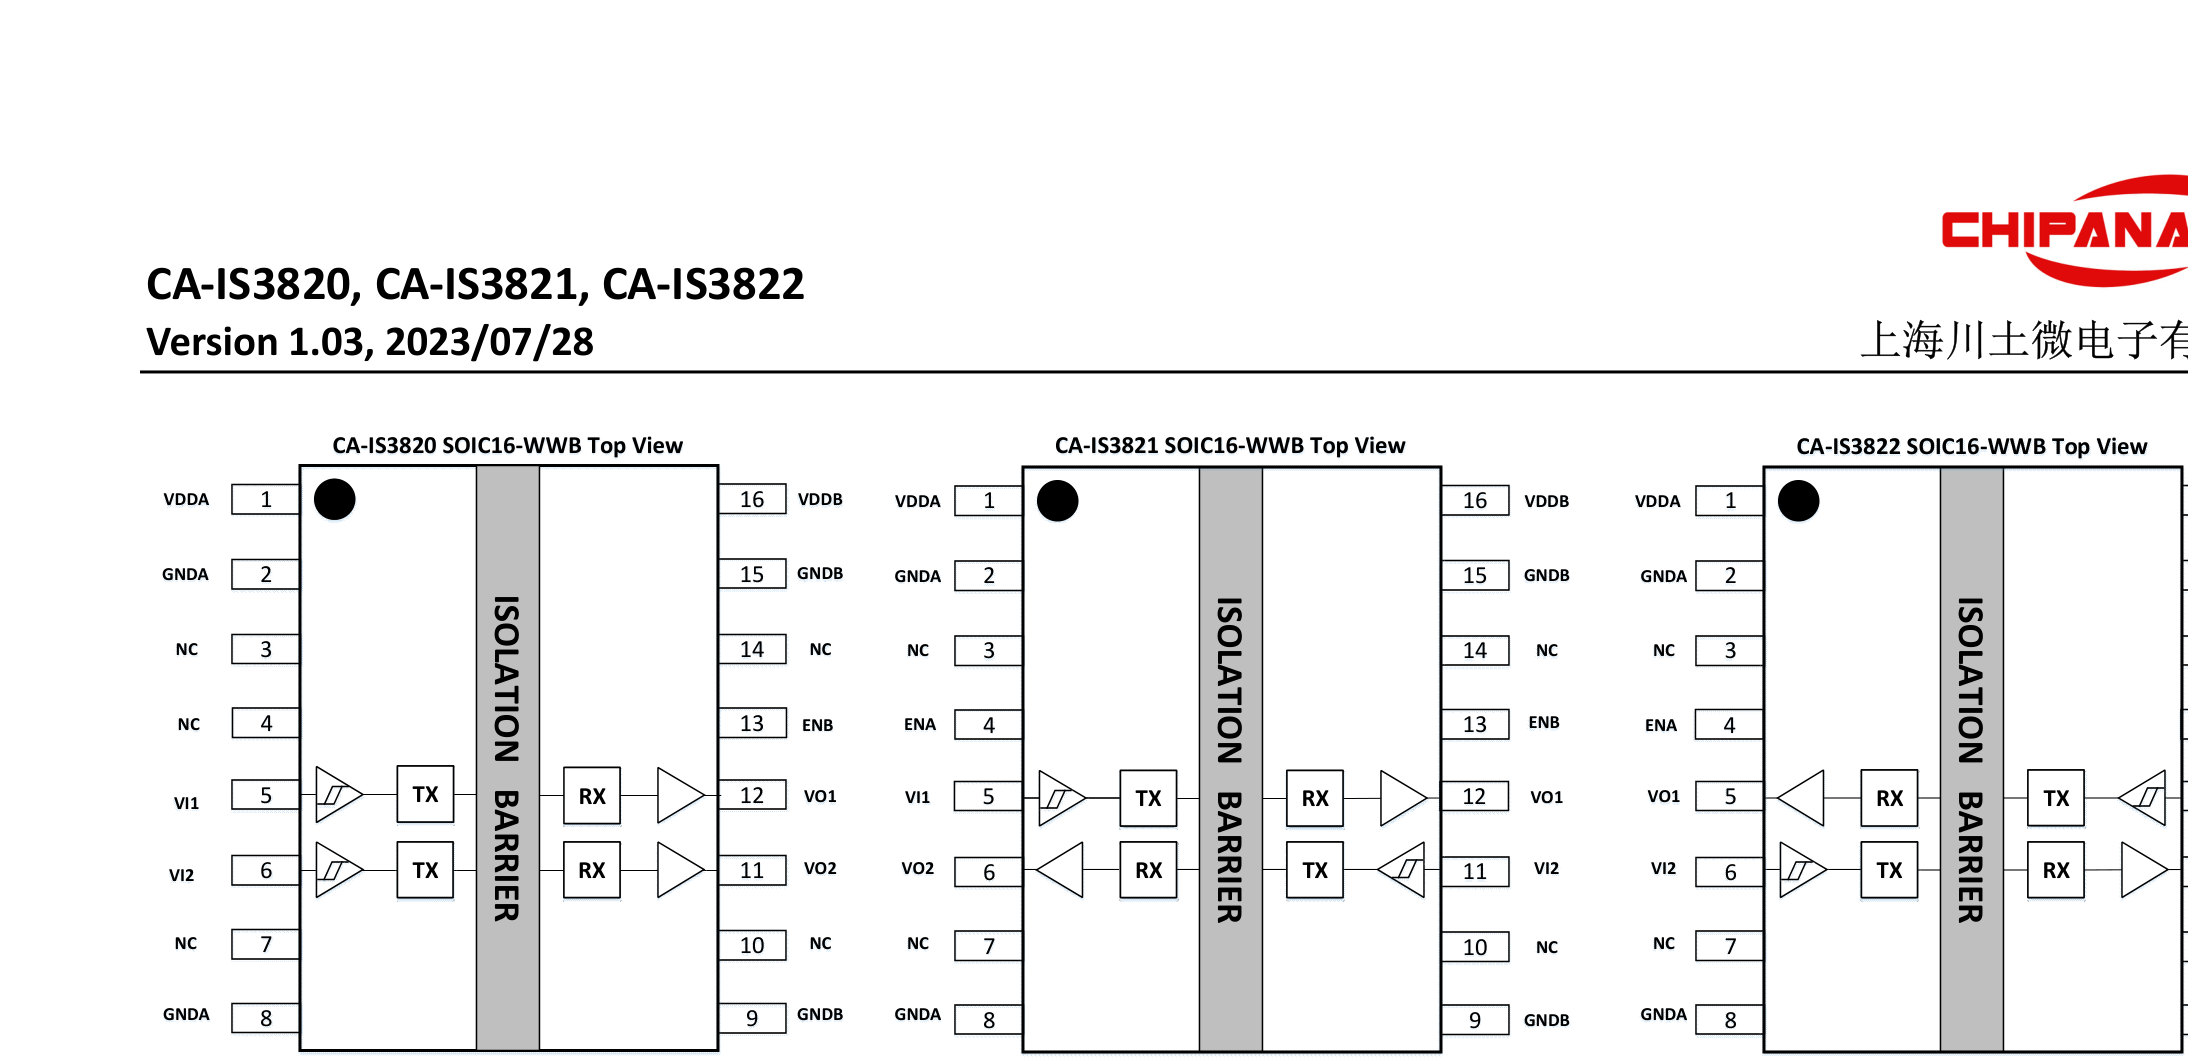 CHIPANA
CA-IS3820, CA-IS3821, CA-IS3822
Version 1.03, 2023/07/28
上海川土微电子有
CA-IS3820 SOIC16-WWB Top View
VDDA 1 16 VDDB
GNDA 2 15 GNDB
NC 3 14 NC
NC 4 13 ENB
VI1 5 TX RX 12 VO1
VI2 6 TX RX 11 VO2
NC 7 10 NC
GNDA 8 9 GNDB
ISOLATION BARRIER
CA-IS3821 SOIC16-WWB Top View
VDDA 1 16 VDDB
GNDA 2 15 GNDB
NC 3 14 NC
ENA 4 13 ENB
VI1 5 TX RX 12 VO1
VO2 6 RX TX 11 VI2
NC 7 10 NC
GNDA 8 9 GNDB
ISOLATION BARRIER
CA-IS3822 SOIC16-WWB Top View
VDDA 1
GNDA 2
NC 3
ENA 4
VO1 5 RX TX
VI2 6 TX RX
NC 7
GNDA 8
ISOLATION BARRIER